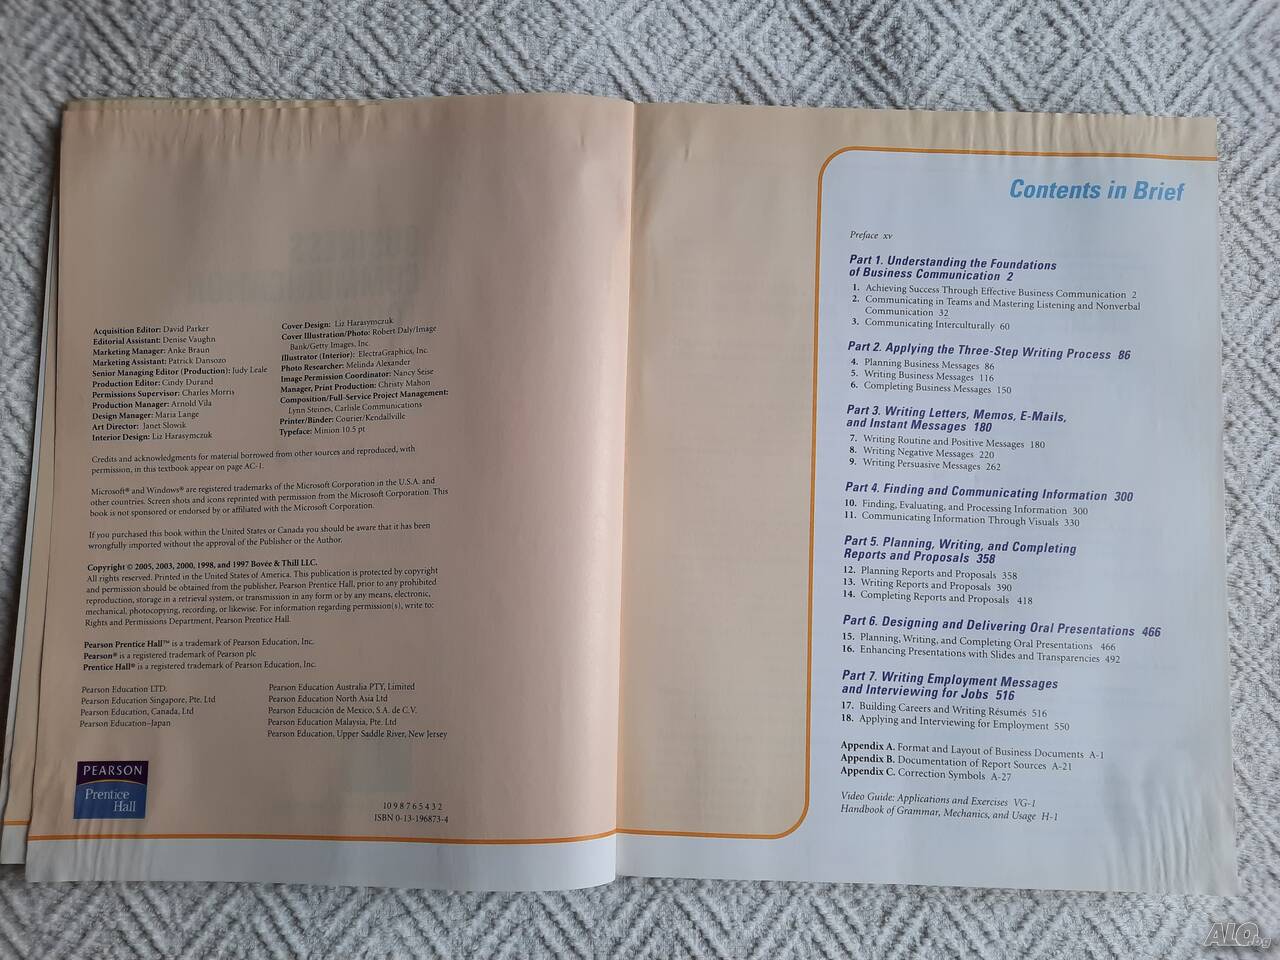 Acquisition Editor: David Parker
Editorial Assistant: Denise Vaughn
Marketing Manager: Anke Braun
Marketing Assistant: Patrick Dansozo
Senior Managing Editor (Production): Judy Leale
Production Editor: Cindy Durand
Permissions Supervisor: Charles Morris
Production Manager: Arnold Vila
Design Manager: Maria Lange
Art Director: Janet Slowik
Interior Design: Liz Harasymczuk
Cover Design: Liz Harasymczuk
Cover Illustration/Photo: Robert Daly/Image
Bank/Getty Images, Inc.
Illustrator (Interior): ElectraGraphics, Inc.
Photo Researcher: Melinda Alexander
Image Permission Coordinator: Nancy Seise
Manager, Print Production: Christy Mahon
Composition/Full-Service Project Management:
Lynn Steines, Carlisle Communications
Printer/Binder: Courier/Kendallville
Typeface: Minion 10.5 pt
Credits and acknowledgments for material borrowed from other sources and reproduced, with
permission, in this textbook appear on page AC-1.
Microsoft® and Windows® are registered trademarks of the Microsoft Corporation in the U.S.A. and
other countries. Screen shots and icons reprinted with permission from the Microsoft Corporation. This
book is not sponsored or endorsed by or affiliated with the Microsoft Corporation.
If you purchased this book within the United States or Canada you should be aware that it has been
wrongfully imported without the approval of the Publisher or the Author.
Copyright © 2005, 2003, 2000, 1998, and 1997 Bovée & Thill LLC.
All rights reserved. Printed in the United States of America. This publication is protected by copyright
and permission should be obtained from the publisher, Pearson Prentice Hall, prior to any prohibited
reproduction, storage in a retrieval system, or transmission in any form or by any means, electronic,
mechanical, photocopying, recording, or likewise. For information regarding permission(s), write to:
Rights and Permissions Department, Pearson Prentice Hall.
Pearson Prentice Hall™ is a trademark of Pearson Education, Inc.
Pearson® is a registered trademark of Pearson plc
Prentice Hall® is a registered trademark of Pearson Education, Inc.
Pearson Education LTD.
Pearson Education Singapore, Pte. Ltd
Pearson Education, Canada, Ltd
Pearson Education–Japan
Pearson Education Australia PTY, Limited
Pearson Education North Asia Ltd
Pearson Educación de Mexico, S.A. de C.V.
Pearson Education Malaysia, Pte. Ltd
Pearson Education, Upper Saddle River, New Jersey
PEARSON
Prentice
Hall
10 9 8 7 6 5 4 3 2
ISBN 0-13-196873-4
Contents in Brief
Preface xv
Part 1. Understanding the Foundations
of Business Communication 2
1. Achieving Success Through Effective Business Communication 2
2. Communicating in Teams and Mastering Listening and Nonverbal
Communication 32
3. Communicating Interculturally 60
Part 2. Applying the Three-Step Writing Process 86
4. Planning Business Messages 86
5. Writing Business Messages 116
6. Completing Business Messages 150
Part 3. Writing Letters, Memos, E-Mails,
and Instant Messages 180
7. Writing Routine and Positive Messages 180
8. Writing Negative Messages 220
9. Writing Persuasive Messages 262
Part 4. Finding and Communicating Information 300
10. Finding, Evaluating, and Processing Information 300
11. Communicating Information Through Visuals 330
Part 5. Planning, Writing, and Completing
Reports and Proposals 358
12. Planning Reports and Proposals 358
13. Writing Reports and Proposals 390
14. Completing Reports and Proposals 418
Part 6. Designing and Delivering Oral Presentations 466
15. Planning, Writing, and Completing Oral Presentations 466
16. Enhancing Presentations with Slides and Transparencies 492
Part 7. Writing Employment Messages
and Interviewing for Jobs 516
17. Building Careers and Writing Résumés 516
18. Applying and Interviewing for Employment 550
Appendix A. Format and Layout of Business Documents A-1
Appendix B. Documentation of Report Sources A-21
Appendix C. Correction Symbols A-27
Video Guide: Applications and Exercises VG-1
Handbook of Grammar, Mechanics, and Usage H-1
ALO.bg